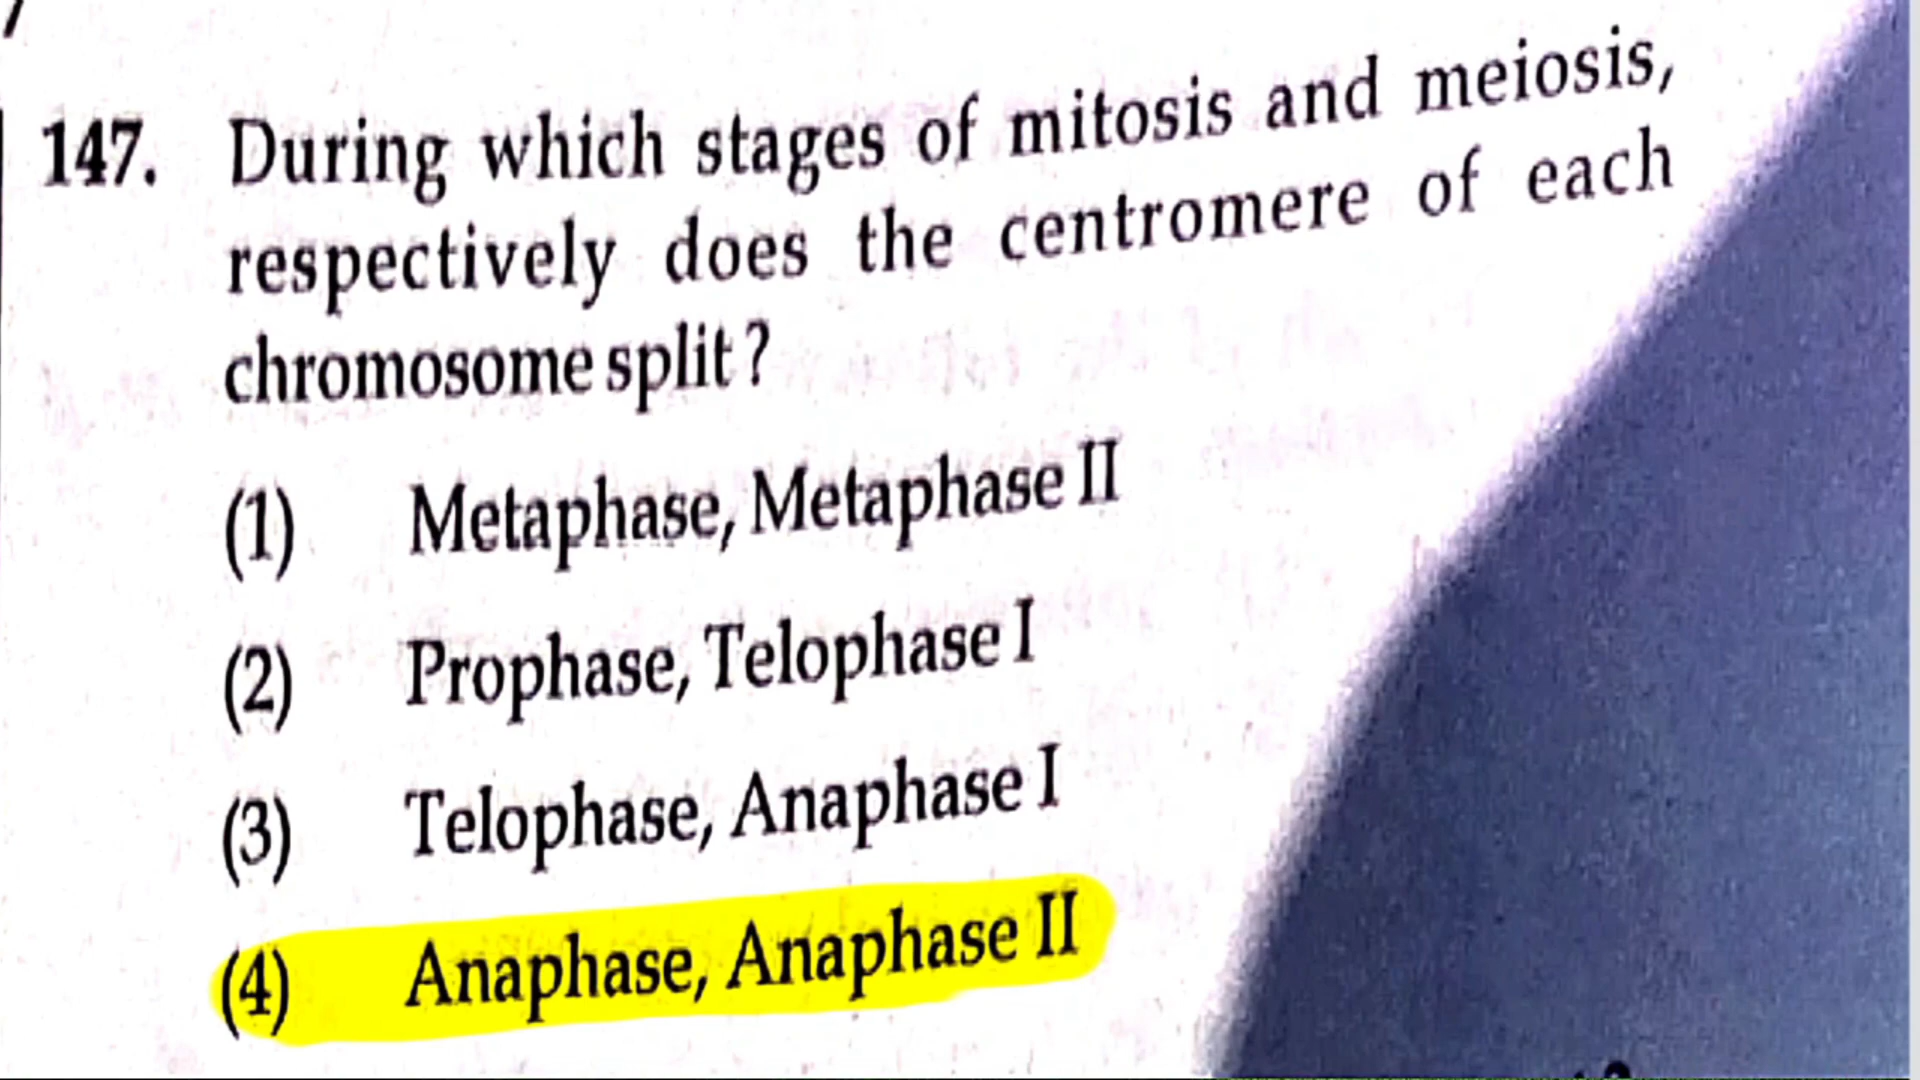 147. During which stages of mitosis and meiosis,
respectively does the centromere of each
chromosome split ?
(1) Metaphase, Metaphase II
(2) Prophase, Telophase I
(3) Telophase, Anaphase I
(4) Anaphase, Anaphase II